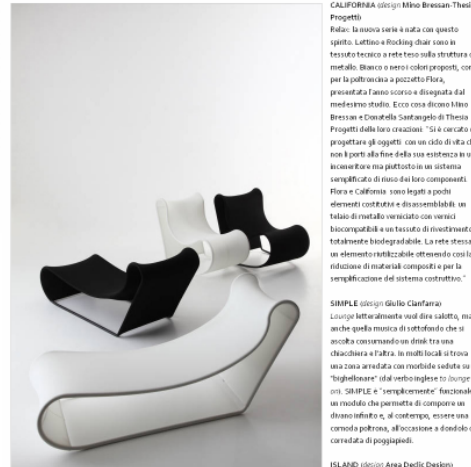 CALIFORNIA (design Mino Bressan-Thesi
Progetti)
Relax: la nuova serie è nata con questo
spirito. Lettino e Rocking chair sono in
tessuto tecnico a rete teso sulla struttura
metallo. Bianco o nero i colori proposti, con
per la poltroncina a pozzetto Flora,
presentata l'anno scorso e disegnata dal
medesimo studio. Ecco cosa dicono Mino
Bressan e Donatella Santangelo di Thesia
Progetti delle loro creazioni: "Si è cercato
progettare gli oggetti con un ciclo di vita ch
non li porti alla fine della sua esistenza in u
inceneritore ma piuttosto in un sistema
semplificato di riuso dei loro componenti.
Flora e California sono legati a pochi
elementi costitutivi e disassemblabili: un
telaio di metallo verniciato con vernici
biocompatibili e un tessuto di rivestimento
totalmente biodegradabile. La rete stessa
un elemento riutilizzabile ottenendo così la
riduzione di materiali compositi e per la
semplificazione del sistema costruttivo."
SIMPLE (design Giulio Cianfarra)
Lounge letteralmente vuol dire salotto, ma
anche quella musica di sottofondo che si
ascolta consumando un drink tra una
chiacchiera e l'altra. In molti locali si trova
una zona arredata con morbide sedute su
"bighellonare" (dal verbo inglese to lounge
on). SIMPLE è "semplicemente" funzionale
un modulo che permette di comporre un
divano infinito e, al contempo, essere una
comoda poltrona, all'occasione a dondolo
corredata di poggiapiedi.
ISLAND (design Area Declic Design)